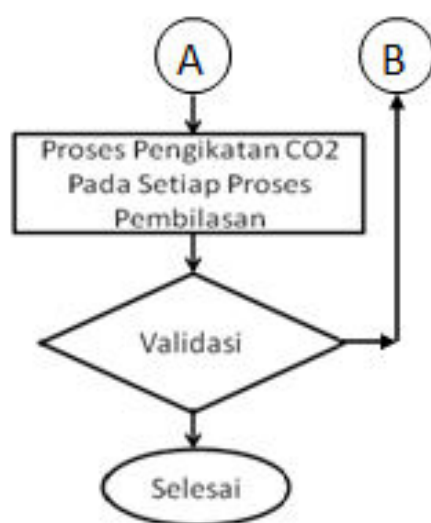 A
B
Proses Pengikatan CO2
Pada Setiap Proses
Pembilasan
Validasi
Selesai